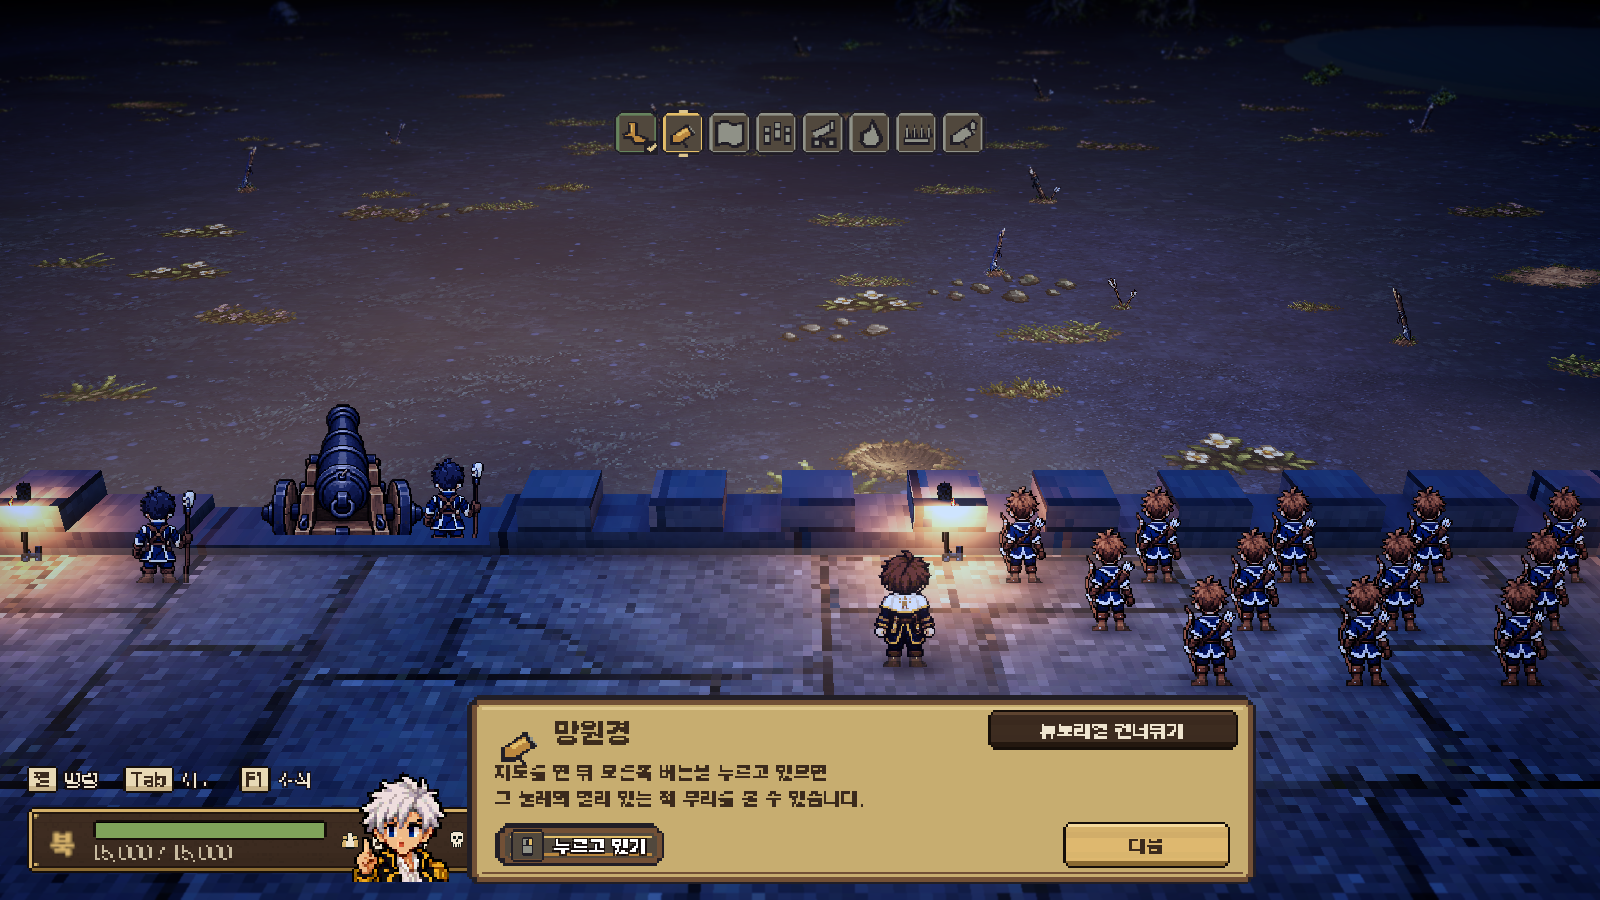 망원경
튜토리얼 건너뛰기
지도를 편 뒤 오른쪽 버튼을 누르고 있으면
그 둘레의 멀리 있는 적 무리를 볼 수 있습니다.
누르고 있기
다음
Tab
F1
북
15,000 / 15,000